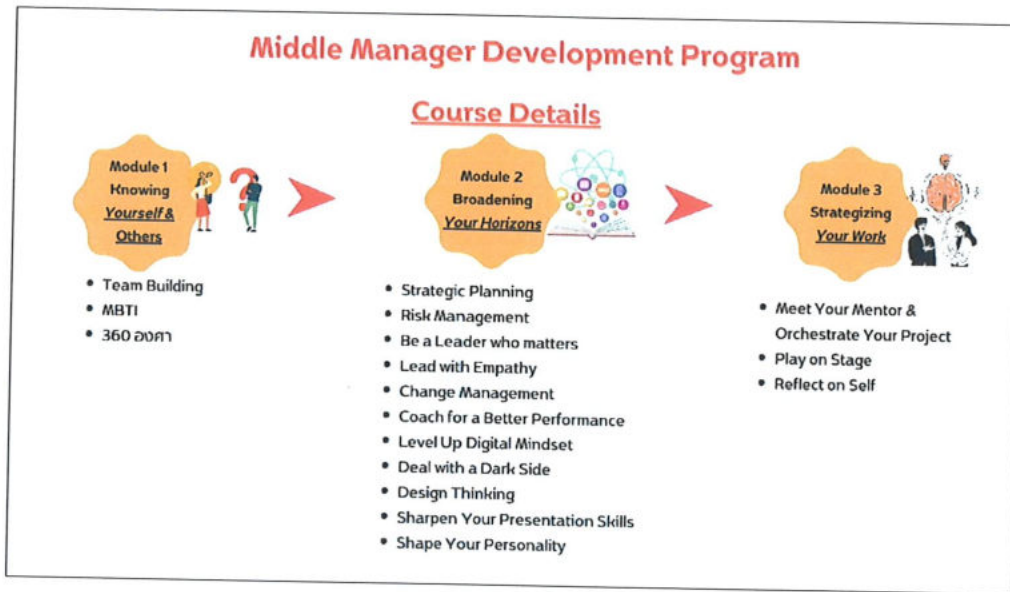 Middle Manager Development Program
Course Details
Module 1
Knowing
Yourself &
Others
Module 2
Broadening
Your Horizons
Module 3
Strategizing
Your Work
• Team Building
• MBTI
• 360 องศา
• Strategic Planning
• Risk Management
• Be a Leader who matters
• Lead with Empathy
• Change Management
• Coach for a Better Performance
• Level Up Digital Mindset
• Deal with a Dark Side
• Design Thinking
• Sharpen Your Presentation Skills
• Shape Your Personality
• Meet Your Mentor &
Orchestrate Your Project
• Play on Stage
• Reflect on Self